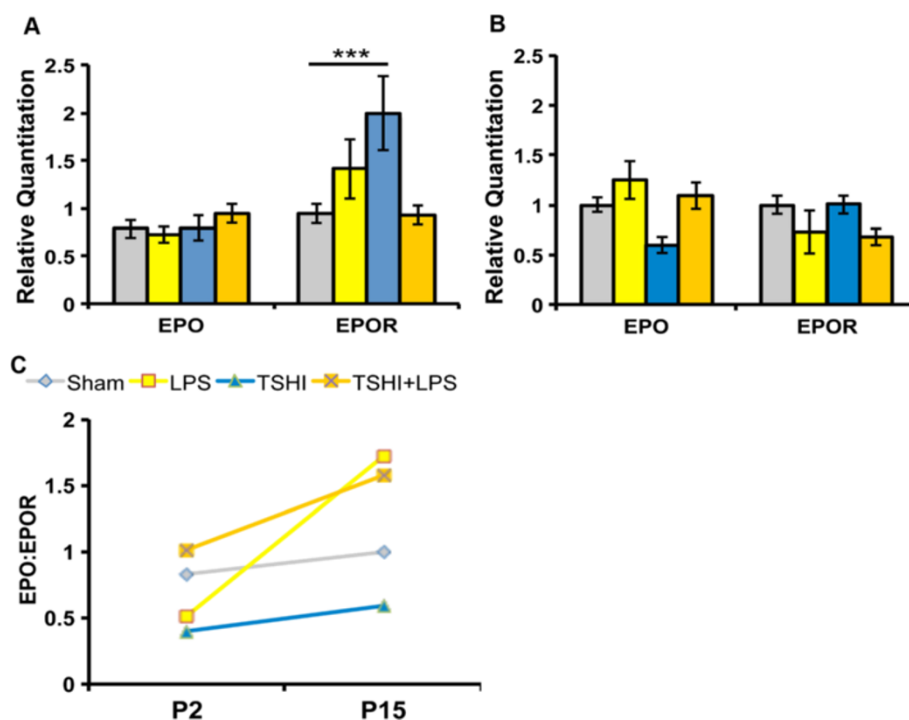 A
Relative Quantitation
2.5
2
1.5
1
0.5
0
***
EPO
EPOR
B
Relative Quantitation
2.5
2
1.5
1
0.5
0
EPO
EPOR
C
Sham LPS TSHI TSHI+LPS
EPO:EPOR
2
1.5
1
0.5
0
P2
P15